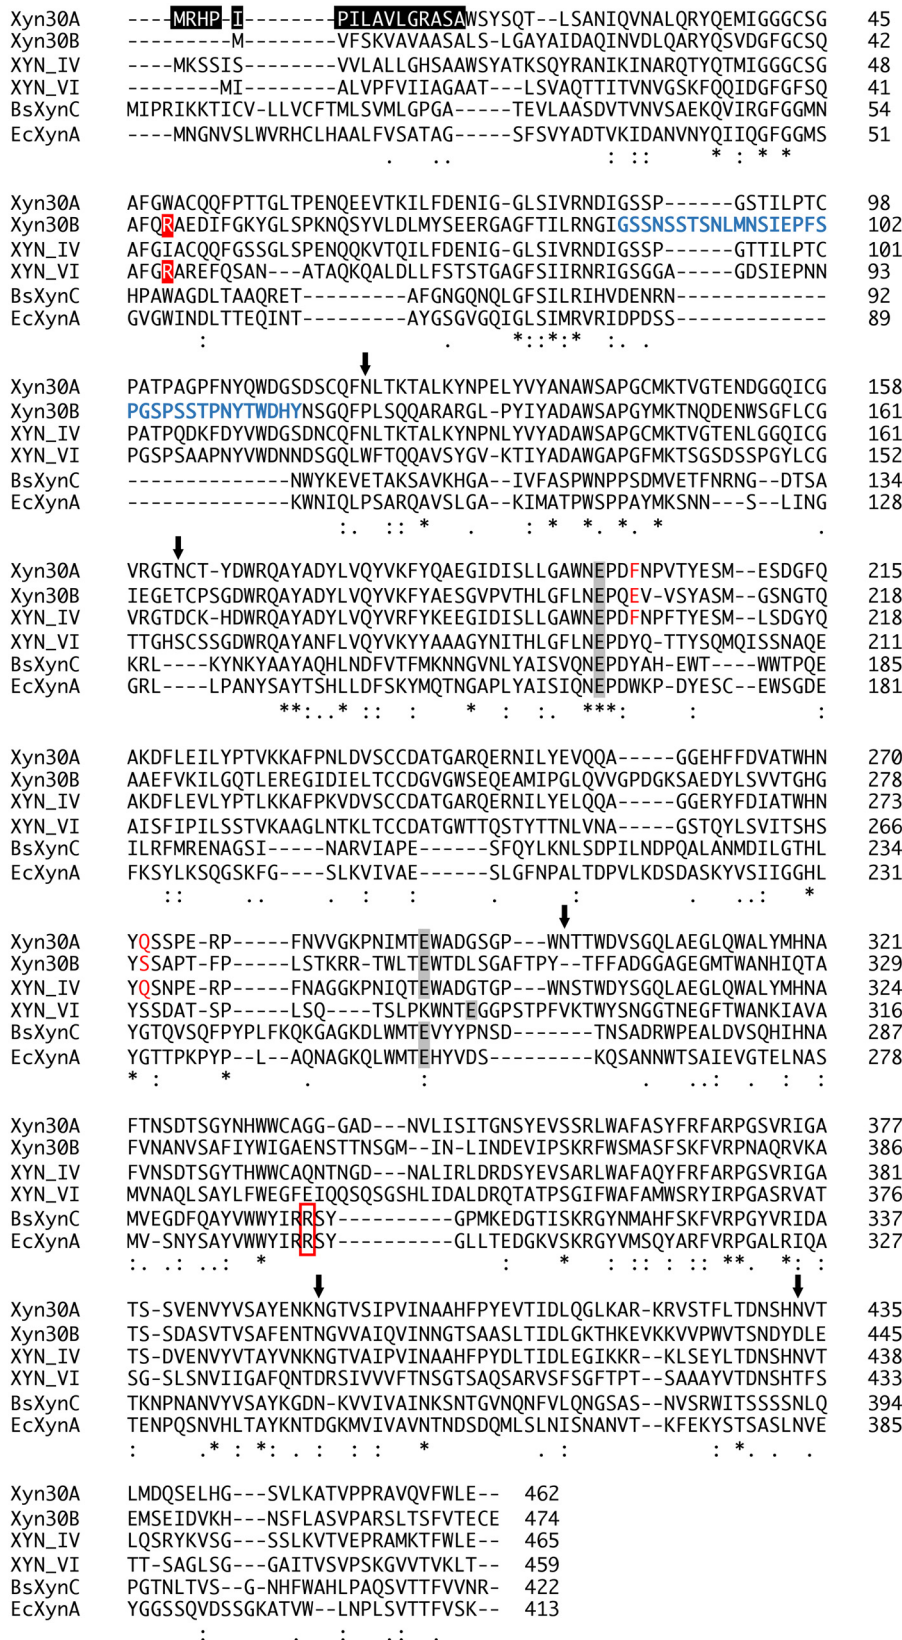 Xyn30A ----MRHP-I--------PILAVLGRASAWSYSQT--LSANIQVNALQRYQEMIGGGCSG 45
Xyn30B ---------M--------VFSKVAVAASALS-LGAYAIDAQINVDLQARYQSVDGFGCSQ 42
XYN_IV ----MKSSIS--------VVLALLGHSAAWSYATKSQYRANIKINARQTYQTMIGGGCSG 48
XYN_VI --------MI--------ALVPFVIIAGAAT---LSVAQTTITVNVGSKFQQIDGFGFSQ 41
BsXynC MIPRIKKTICV-LLVCFTMLSVMLGPGA-----TEVLAASDVTVNVSAEKQVIRGFGGMN 54
EcXynA ----MNGNVSLWVRHCLHAALFVSATAG-----SFSVYADTVKIDANVNYQIIQGFGGMS 51
. .. : :: * : * *
Xyn30A AFGWACQQFPTTGLTPENQEEVTKILFDENIG-GLSIVRNDIGSSP------GSTILPTC 98
Xyn30B AFQRAEDIFGKYGLSPKNQSYVLDLMYSEERGAGFTILRNGIGSSNSSTSNLMNSIEPFS 102
XYN_IV AFGIACQQFGSSGLSPENQQKVTQILFDENIG-GLSIVRNDIGSSP------GTTILPTC 101
XYN_VI AFGRAREFQSAN---ATAQKQALDLLFSTSTGAGFSIIRNRIGSGGA-----GDSIEPNN 93
BsXynC HPAWAGDLTAAQRET---------AFGNGQNQLGFSILRIHVDENRN------------- 92
EcXynA GVGWINDLTTEQINT---------AYGSGVGQIGLSIMRVRIDPDSS------------- 89
: . *::*:* :. .
Xyn30A PATPAGPFNYQWDGSDSCQFNLTKTALKYNPELYVYANAWSAPGCMKTVGTENDGGQICG 158
Xyn30B PGSPSSTPNYTWDHYNSGQFPLSQQARARGL-PYIYADAWSAPGYMKTNQDENWSGFLCG 161
XYN_IV PATPQDKFDYVWDGSDNCQFNLTKTALKYNPNLYVYADAWSAPGCMKTVGTENLGGQICG 161
XYN_VI PGSPSAAPNYVWDNNDSGQLWFTQQAVSYGV-KTIYADAWGAPGFMKTSGSDSSPGYLCG 152
BsXynC --------------NWYKEVETAKSAVKHGA--IVFASPWNPPSDMVETFNRNG--DTSA 134
EcXynA --------------KWNIQLPSARQAVSLGA--KIMATPWSPPAYMKSNN---S--LING 128
:. :: * . : * *. *. * .
Xyn30A VRGTNCT-YDWRQAYADYLVQYVKFYQAEGIDISLLGAWNEPDFNPVTYESM--ESDGFQ 215
Xyn30B IEGETCPSGDWRQAYADYLVQYVKFYAESGVPVTHLGFLNEPQEV-VSYASM--GSNGTQ 218
XYN_IV VRGTDCK-HDWRQAYADYLVQYVRFYKEEGIDISLLGAWNEPDFNPFTYESM--LSDGYQ 218
XYN_VI TTGHSCSSGDWRQAYANFLVQYVKYYAAAGYNITHLGFLNEPDYQ-TTYSQMQISSNAQE 211
BsXynC KRL----KYNKYAAYAQHLNDFVTFMKNNGVNLYAISVQNEPDYAH-EWT---WWTPQE 185
EcXynA GRL----LPANYSAYTSHLLDFSKYMQTNGAPLYAISIQNEPDWKP-DYESC--EWSGDE 181
**:..* :: : * : :. ***: : :
Xyn30A AKDFLEILYPTVKKAFPNLDVSCCDATGARQERNILYEVQQA-----GGEHFFDVATWHN 270
Xyn30B AAEFVKILGQTLEREGIDIELTCCDGVGWSEQEAMIPGLQVVGPDGKSAEDYLSVVTGHG 278
XYN_IV AKDFLEVLYPTLKKAFPKVDVSCCDATGARQERNILYELQQA-----GGERYFDIATWHN 273
XYN_VI AISFIPILSSTVKAAGLNTKLTCCDATGWTTQSTYTTNLVNA-----GSTQYLSVITSHS 266
BsXynC ILRFMRENAGSI-----NARVIAPE------SFQYLKNLSDPILNDPQALANMDILGTHL 234
EcXynA FKSYLKSQGSKFG----SLKVIVAE------SLGFNPALTDPVLKDSDASKYVSIIGGHL 231
:: .. . : : . : . ..: *
Xyn30A YQSSPE-RP-----FNVVGKPNIMTEWADGSGP---WNTTWDVSGQLAEGLQWALYMHNA 321
Xyn30B YSSAPT-FP-----LSTKRR-TWLTEWTDLSGAFTPY--TFFADGGAGEGMTWANHIQTA 329
XYN_IV YQSNPE-RP-----FNAGGKPNIQTEWADGTGP---WNSTWDYSGQLAEGLQWALYMHNA 324
XYN_VI YSSDAT-SP-----LSQ---TSLPKWNTEGGPSTPFVKTWYSNGGTNEGFTWANKIAVA 316
BsXynC YGTQVSQFPYPLFKQKGAGKDLWMTEVYYPNSD-------TNSADRWPEALDVSQHIHNA 287
EcXynA YGTTPKPYP--L--AQNAGKQLWMTEHYVDS---------KQSANNWTSAIEVGTELNAS 278
* : * . : . ..: : :
Xyn30A FTNSDTSGYNHWWCAGG-GAD---NVLISITGNSYEVSSRLWAFASYFRFARPGSVRIGA 377
Xyn30B FVNANVSAFIYWIGAENSTTNSGM--IN-LINDEVIPSKRFWSMASFSKFVRPNAQRVKA 386
XYN_IV FVNSDTSGYTHWWCAQNTNGD---NALIRLDRDSYEVSARLWAFAQYFRFARPGSVRIGA 381
XYN_VI MVNAQLSAYLFWEGFEIQQSQSGSHLIDALDRQTATPSGIFWAFAMWSRYIRPGASRVAT 376
BsXynC MVEGDFQAYVWWYIRRSY----------GPMKEDGTISKRGYNMAHFSKFVRPGYVRIDA 337
EcXynA MV-SNYSAYVWWYIRRSY----------GLLTEDGKVSKRGYVMSQYARFVRPGALRIQA 327
:. .: ..: * : * : :: : :: **. *: :
Xyn30A TS-SVENVYVSAYENKNGTVSIPVINAAHFPYEVTIDLQGLKAR-KRVSTFLTDNSHNVT 435
Xyn30B TS-SDASVTVSAFENTNGVVAIQVINNGTSAASLTIDLGKTHKEVKKVVPWVTSNDYDLE 445
XYN_IV TS-DVENVYVTAYVNKNGTVAIPVINAAHFPYDLTIDLEGIKKR--KLSEYLTDNSHNVT 438
XYN_VI SG-SLSNVIIGAFQNTDRSIVVVFTNSGTSAQSARVSFSGFTPT--SAAAYVTDNSHTFS 433
BsXynC TKNPNANVYVSAYKGDN-KVVIVAINKSNTGVNQNFVLQNGSAS--NVSRWITSSSSNLQ 394
EcXynA TENPQSNVHLTAYKNTDGKMVIVAVNTNDSDQMLSLNISNANVT--KFEKYSTSASLNVE 385
: .* : *: . : : : * . : : *. . .
Xyn30A LMDQSELHG---SVLKATVPPRAVQVFWLE-- 462
Xyn30B EMSEIDVKH---NSFLASVPARSLTSFVTECE 474
XYN_IV LQSRYKVSG---SSLKVTVEPRAMKTFWLE-- 465
XYN_VI TT-SAGLSG---GAITVSVPSKGVVTVKLT-- 459
BsXynC PGTNLTVS--G-NHFWAHLPAQSVTTFVVNR- 422
EcXynA YGGSSQVDSSGKATVW--LNPLSVTTFVSK-- 413
: . : .: .